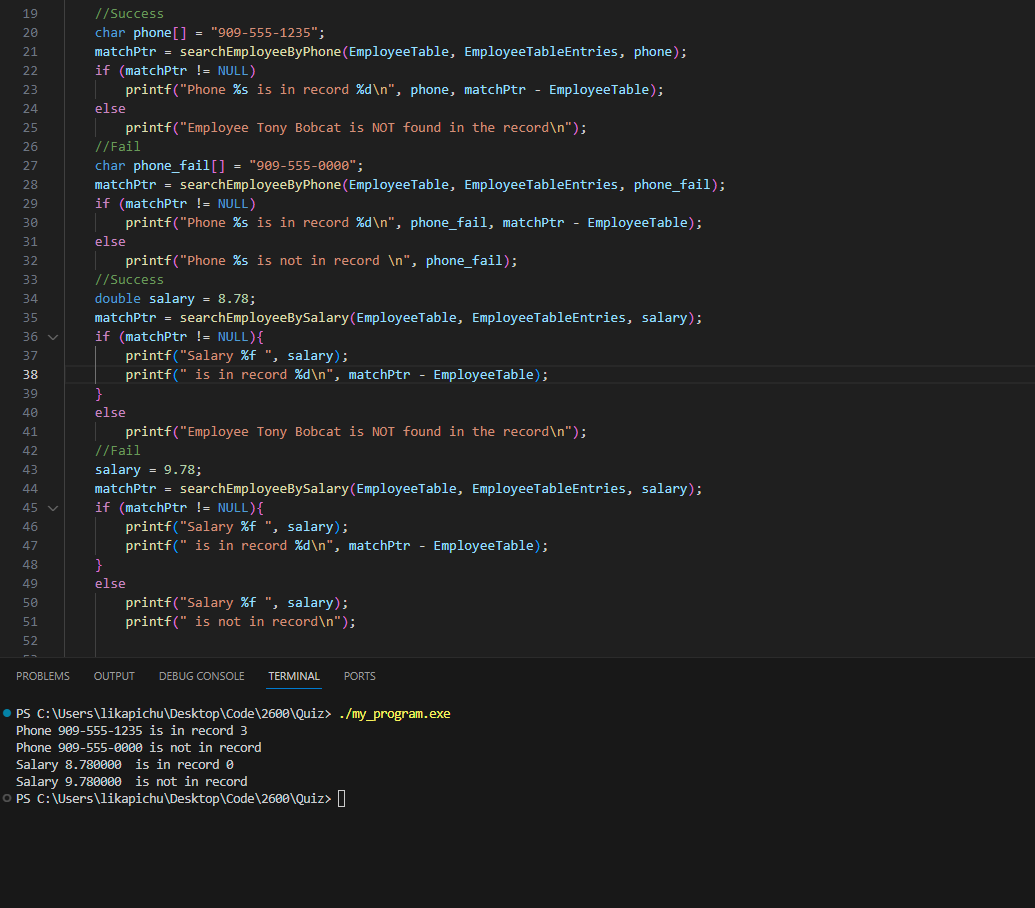 19 //Success
20 char phone[] = "909-555-1235";
21 matchPtr = searchEmployeeByPhone(EmployeeTable, EmployeeTableEntries, phone);
22 if (matchPtr != NULL)
23 printf("Phone %s is in record %d\n", phone, matchPtr - EmployeeTable);
24 else
25 printf("Employee Tony Bobcat is NOT found in the record\n");
26 //Fail
27 char phone_fail[] = "909-555-0000";
28 matchPtr = searchEmployeeByPhone(EmployeeTable, EmployeeTableEntries, phone_fail);
29 if (matchPtr != NULL)
30 printf("Phone %s is in record %d\n", phone_fail, matchPtr - EmployeeTable);
31 else
32 printf("Phone %s is not in record \n", phone_fail);
33 //Success
34 double salary = 8.78;
35 matchPtr = searchEmployeeBySalary(EmployeeTable, EmployeeTableEntries, salary);
36 if (matchPtr != NULL){
37 printf("Salary %f ", salary);
38 printf(" is in record %d\n", matchPtr - EmployeeTable);
39 }
40 else
41 printf("Employee Tony Bobcat is NOT found in the record\n");
42 //Fail
43 salary = 9.78;
44 matchPtr = searchEmployeeBySalary(EmployeeTable, EmployeeTableEntries, salary);
45 if (matchPtr != NULL){
46 printf("Salary %f ", salary);
47 printf(" is in record %d\n", matchPtr - EmployeeTable);
48 }
49 else
50 printf("Salary %f ", salary);
51 printf(" is not in record\n");
52
PROBLEMS OUTPUT DEBUG CONSOLE TERMINAL PORTS
PS C:\Users\likapichu\Desktop\Code\2600\Quiz> ./my_program.exe
Phone 909-555-1235 is in record 3
Phone 909-555-0000 is not in record
Salary 8.780000  is in record 0
Salary 9.780000  is not in record
PS C:\Users\likapichu\Desktop\Code\2600\Quiz>